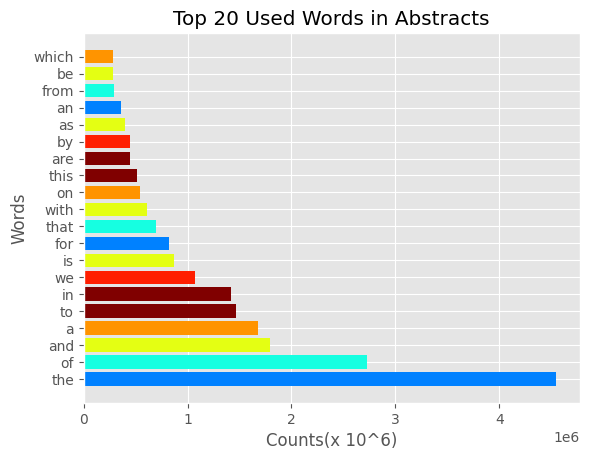 Top 20 Used Words in Abstracts
which
be
from
an
as
by
are
this
on
with
that
for
is
we
in
to
a
and
of
the
Words
0 1 2 3 4
1e6
Counts(x 10^6)